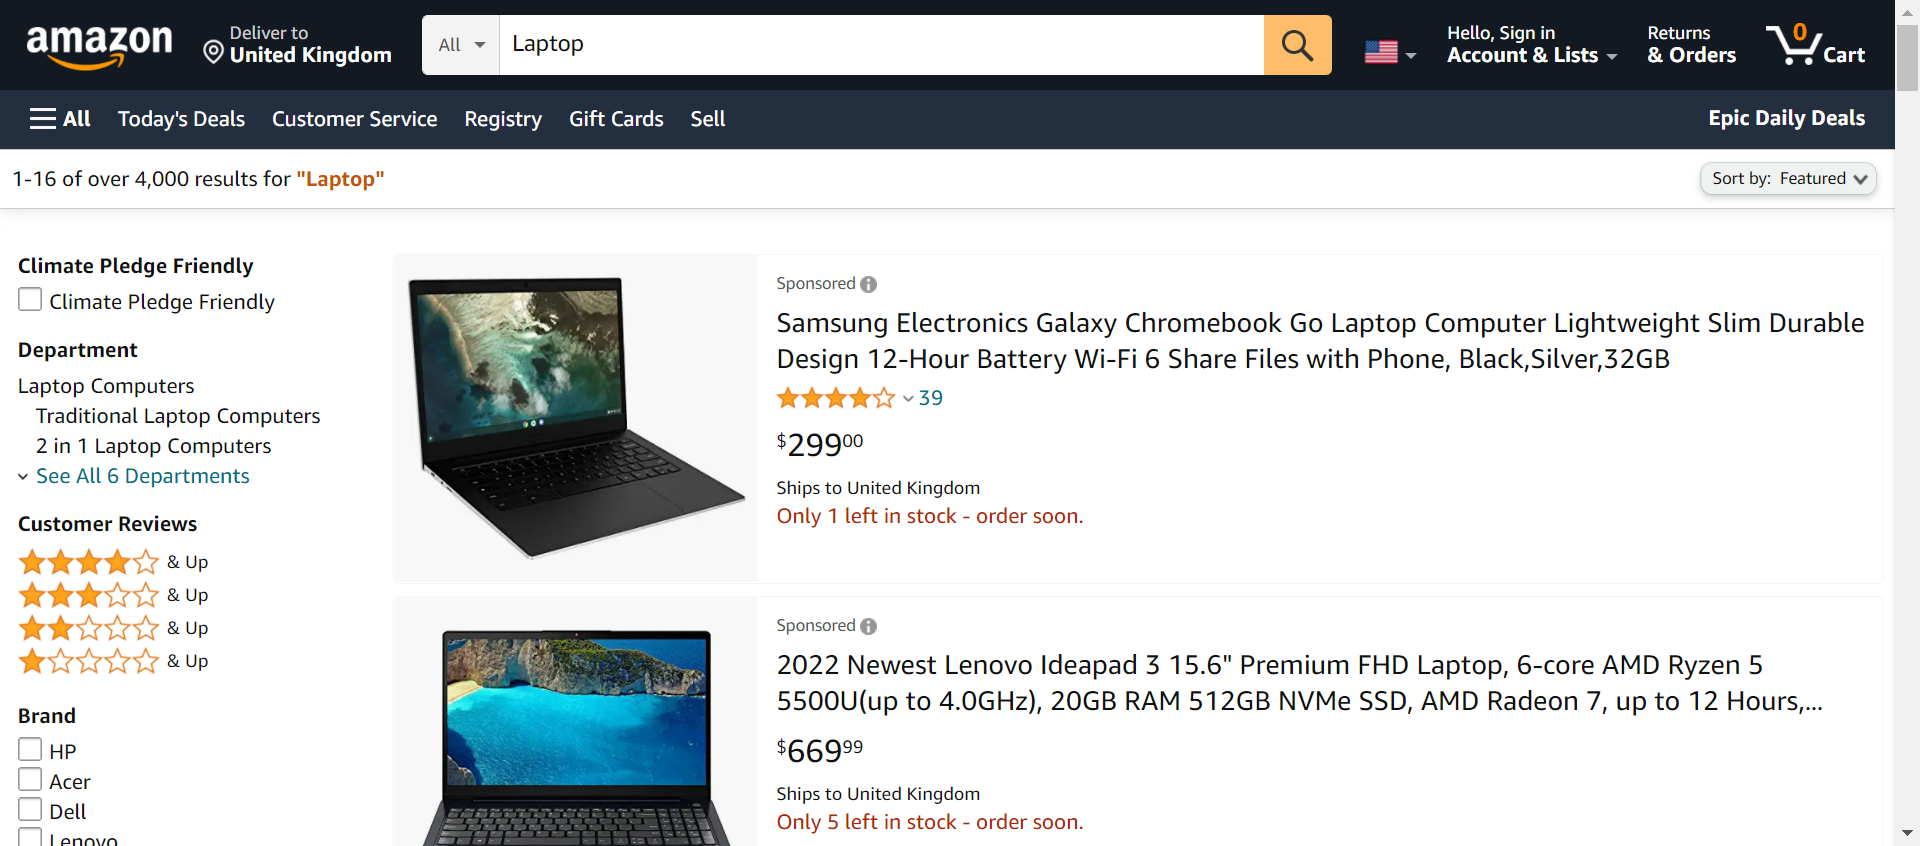 amazon
Deliver to
United Kingdom
All
Laptop
Hello, Sign in
Account & Lists
Returns
& Orders
0
Cart
All
Today's Deals
Customer Service
Registry
Gift Cards
Sell
Epic Daily Deals
1-16 of over 4,000 results for "Laptop"
Sort by: Featured
Climate Pledge Friendly
Climate Pledge Friendly
Department
Laptop Computers
Traditional Laptop Computers
2 in 1 Laptop Computers
See All 6 Departments
Customer Reviews
& Up
& Up
& Up
& Up
Brand
HP
Acer
Dell
Lenovo
Sponsored
Samsung Electronics Galaxy Chromebook Go Laptop Computer Lightweight Slim Durable
Design 12-Hour Battery Wi-Fi 6 Share Files with Phone, Black,Silver,32GB
39
$29900
Ships to United Kingdom
Only 1 left in stock - order soon.
Sponsored
2022 Newest Lenovo Ideapad 3 15.6" Premium FHD Laptop, 6-core AMD Ryzen 5
5500U(up to 4.0GHz), 20GB RAM 512GB NVMe SSD, AMD Radeon 7, up to 12 Hours,...
$66999
Ships to United Kingdom
Only 5 left in stock - order soon.